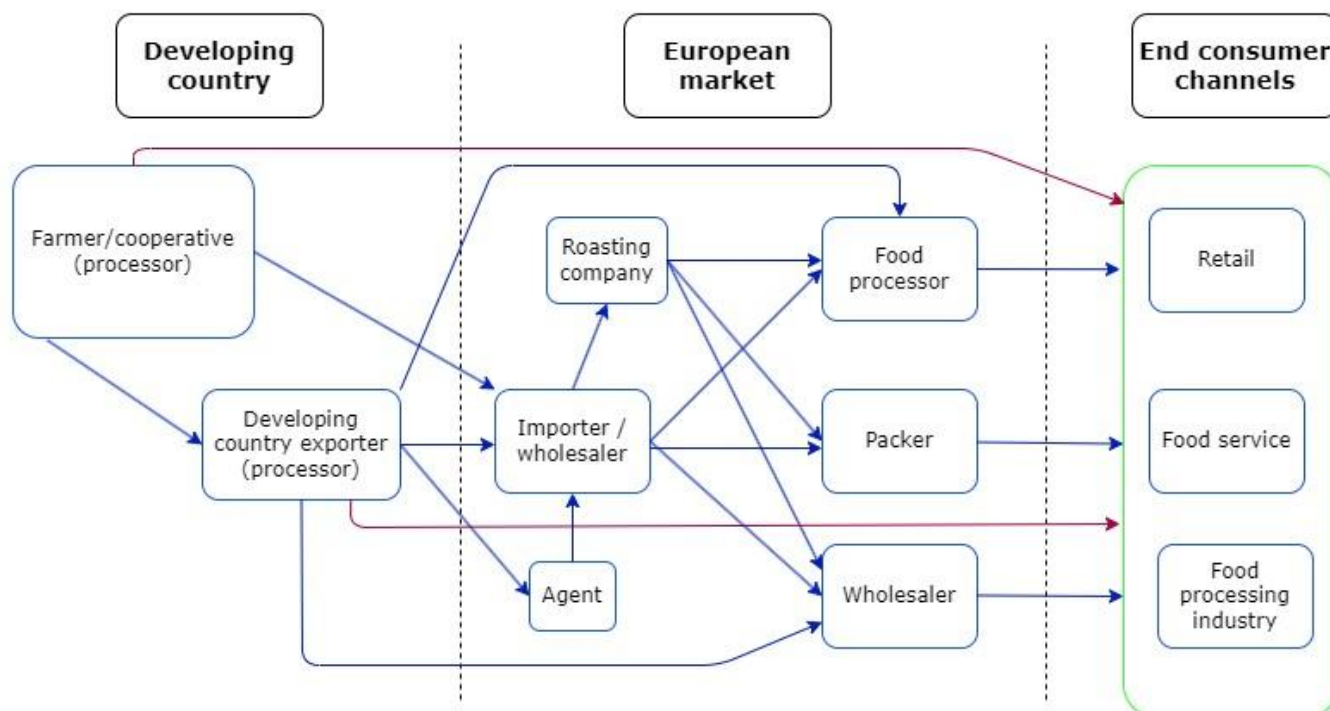 Developing
country
European
market
End consumer
channels
Farmer/cooperative
(processor)
Roasting
company
Food
processor
Retail
Developing
country exporter
(processor)
Importer /
wholesaler
Packer
Food service
Agent
Wholesaler
Food
processing
industry